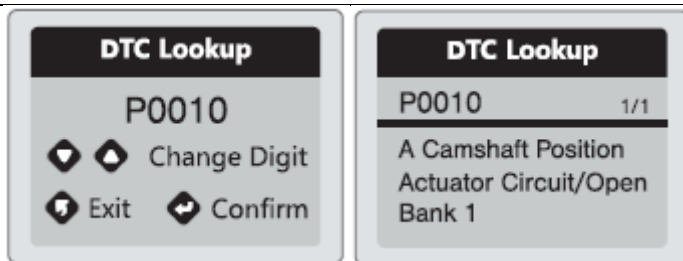 DTC Lookup
P0010
Change Digit
Exit Confirm
DTC Lookup
P0010 1/1
A Camshaft Position
Actuator Circuit/Open
Bank 1